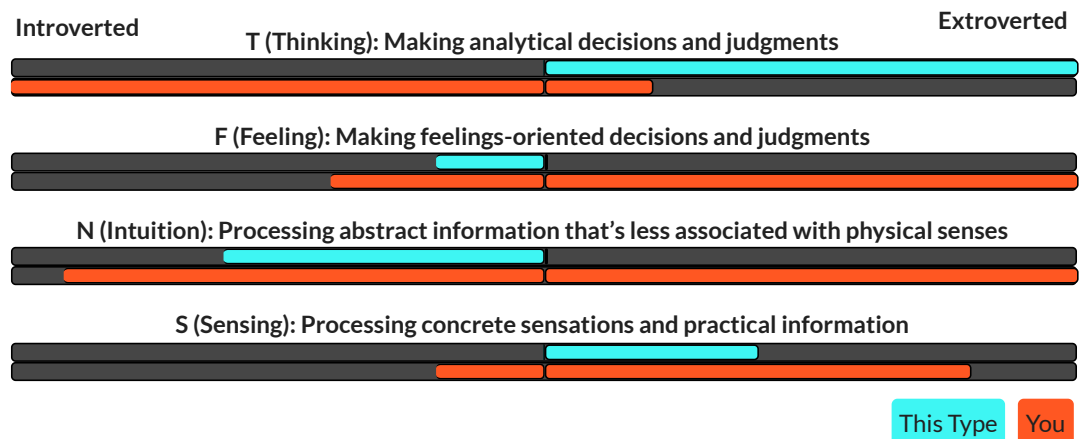 Introverted
Extroverted
T (Thinking): Making analytical decisions and judgments
F (Feeling): Making feelings-oriented decisions and judgments
N (Intuition): Processing abstract information that’s less associated with physical senses
S (Sensing): Processing concrete sensations and practical information
This Type
You